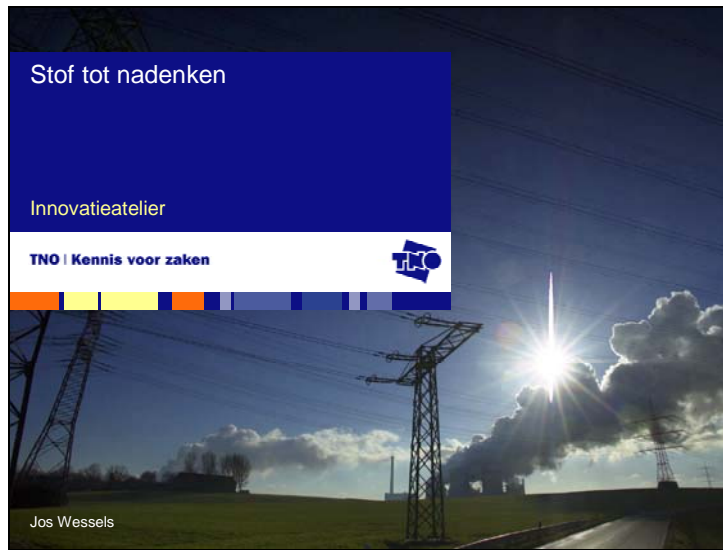 Stof tot nadenken
Innovatieatelier
TNO | Kennis voor zaken
TNO
Jos Wessels